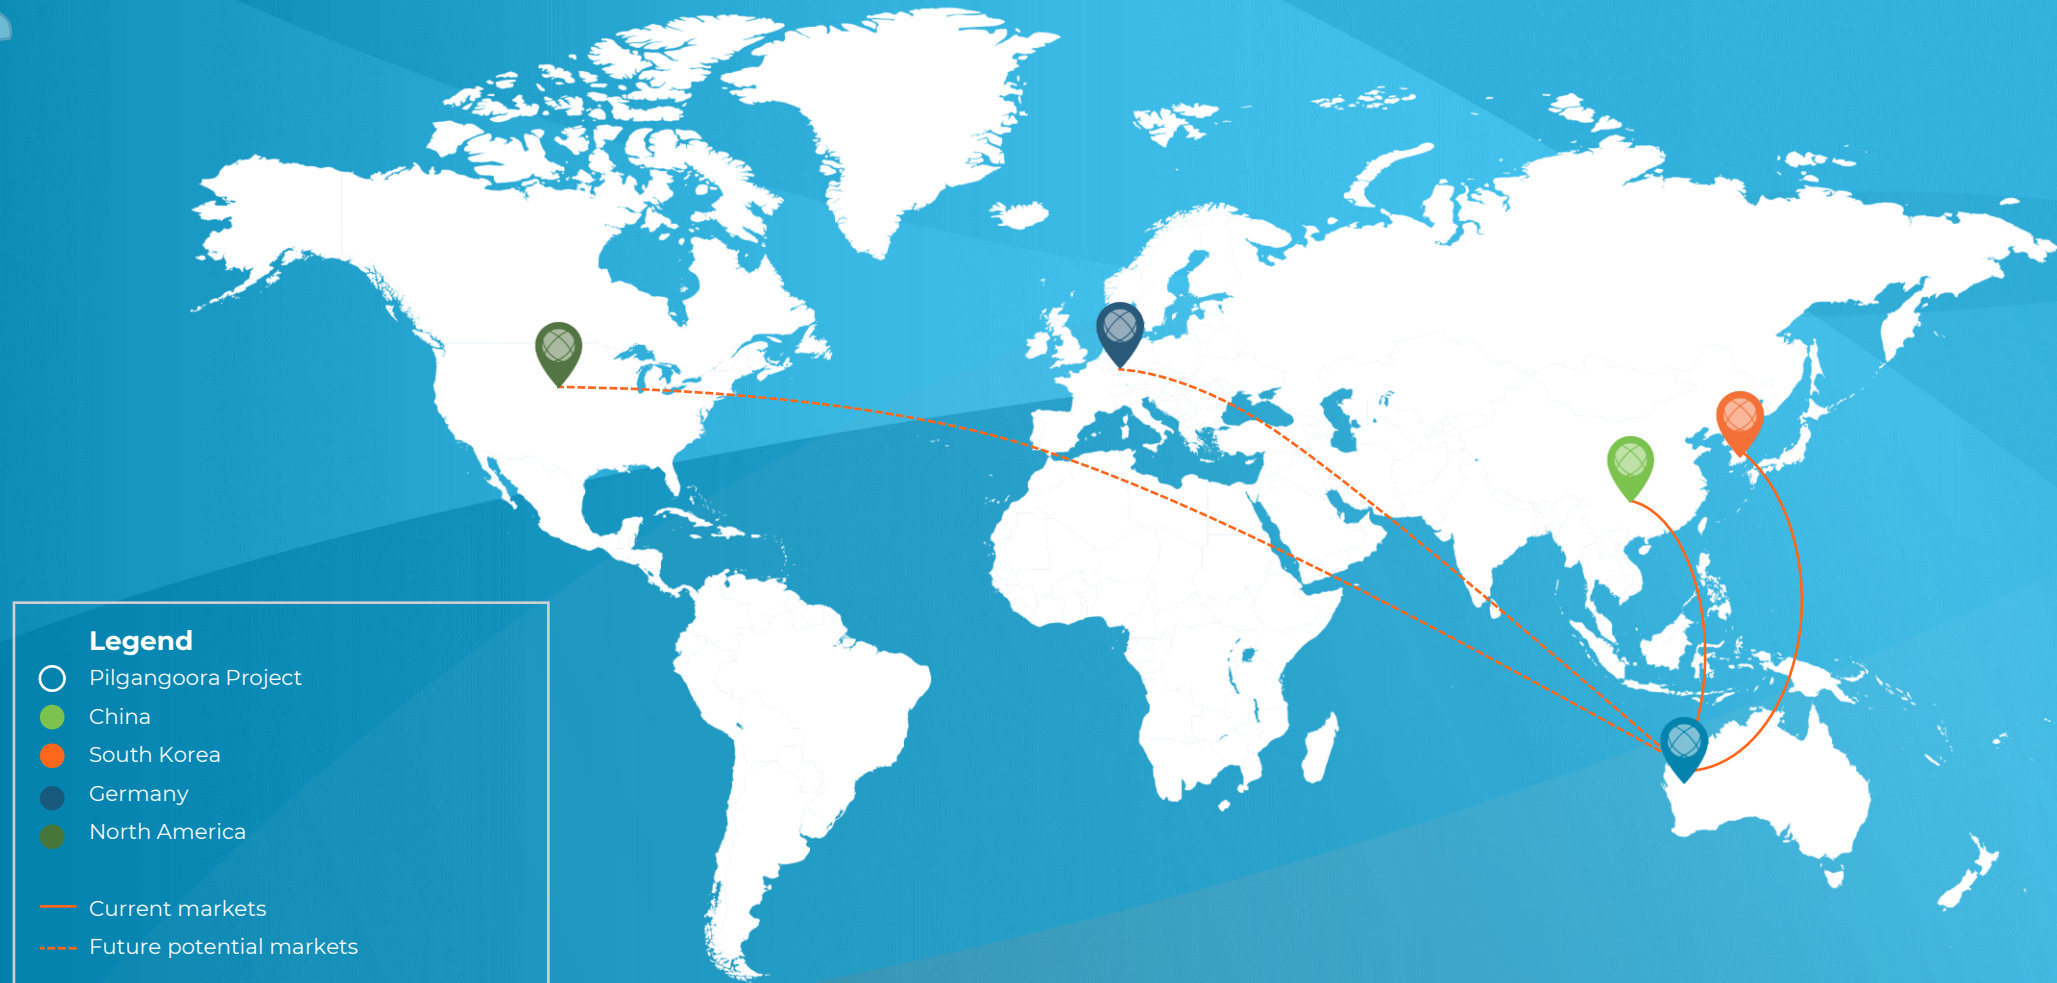 Legend
Pilgangoora Project
China
South Korea
Germany
North America
Current markets
Future potential markets